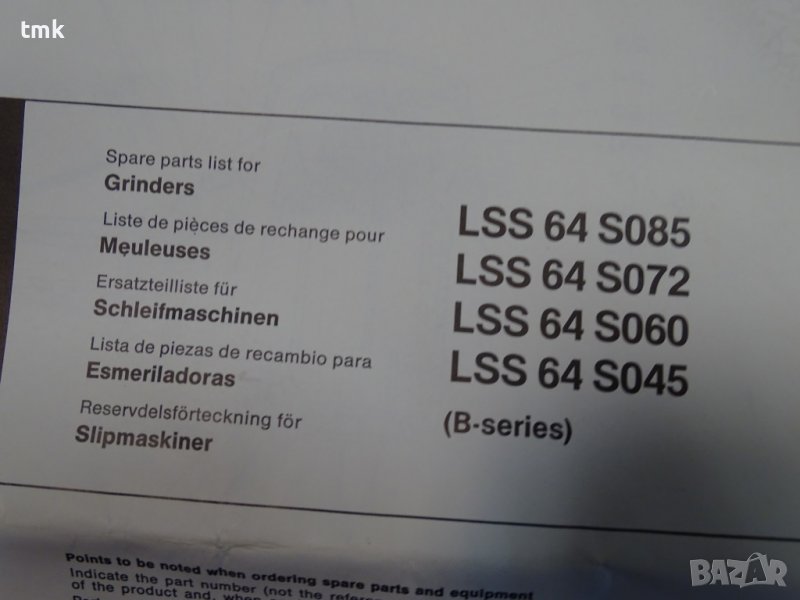 tmk
Spare parts list for
Grinders
Liste de pièces de rechange pour
Meuleuses
Ersatzteilliste für
Schleifmaschinen
Lista de piezas de recambio para
Esmeriladoras
Reservdelsförteckning för
Slipmaskiner
LSS 64 S085
LSS 64 S072
LSS 64 S060
LSS 64 S045
(B-series)
Points to be noted when ordering spare parts and equipment
Indicate the part number (not the
of the product and, when
BAZAR